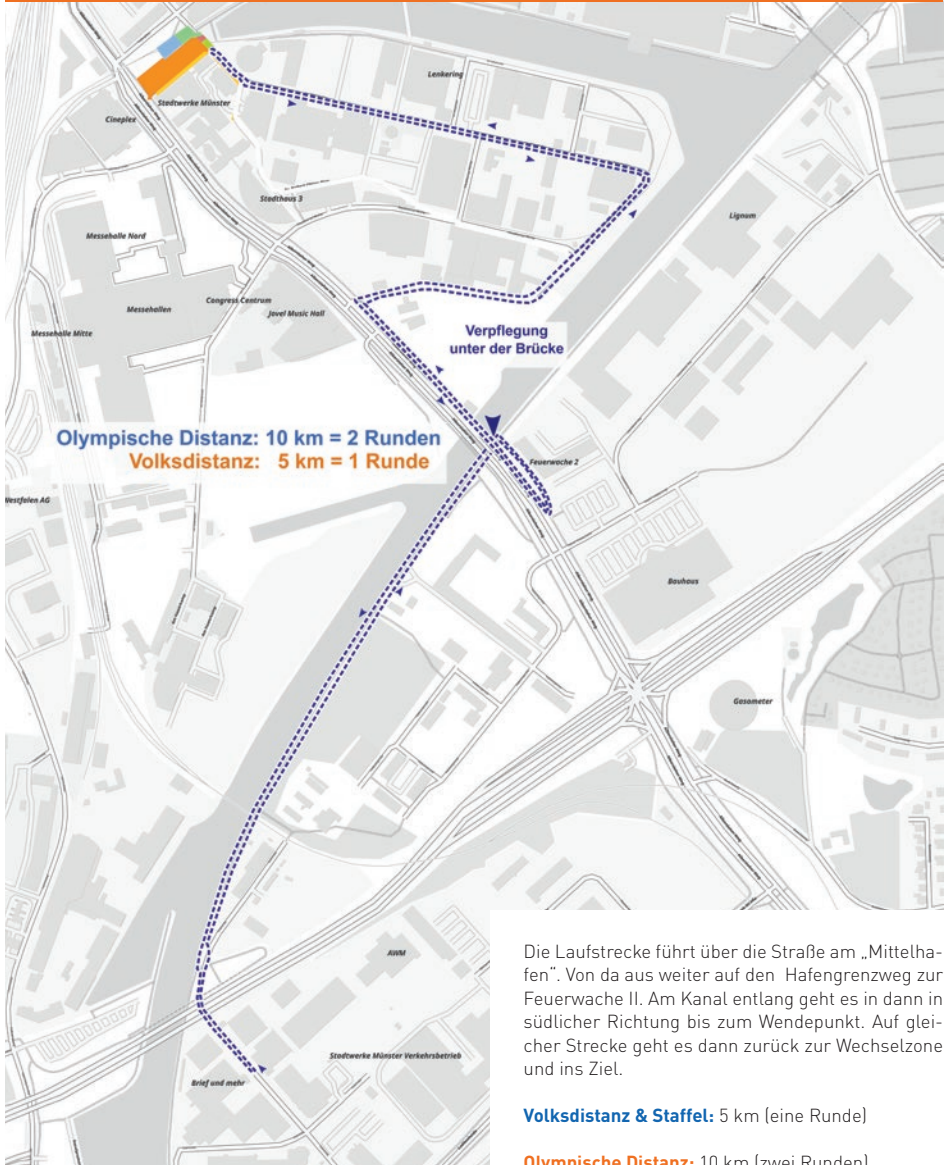 Lenkering
Stadtwerke Münster
Cineplex
Stadthaus 3
Messehalle Nord
Lignum
Messehallen
Congress Centrum
Jovel Music Hall
Messehalle Mitte
Verpflegung
unter der Brücke
Olympische Distanz: 10 km = 2 Runden
Volksdistanz: 5 km = 1 Runde
Feuerwache 2
Westfalen AG
Bauhaus
Gasometer
AWM
Stadtwerke Münster Verkehrsbetrieb
Brief und mehr
Die Laufstrecke führt über die Straße am „Mittelha-
fen“. Von da aus weiter auf den Hafengrenzweg zur
Feuerwache II. Am Kanal entlang geht es in dann in
südlicher Richtung bis zum Wendepunkt. Auf glei-
cher Strecke geht es dann zurück zur Wechselzone
und ins Ziel.
Volksdistanz & Staffel: 5 km (eine Runde)
Olympische Distanz: 10 km (zwei Runden)